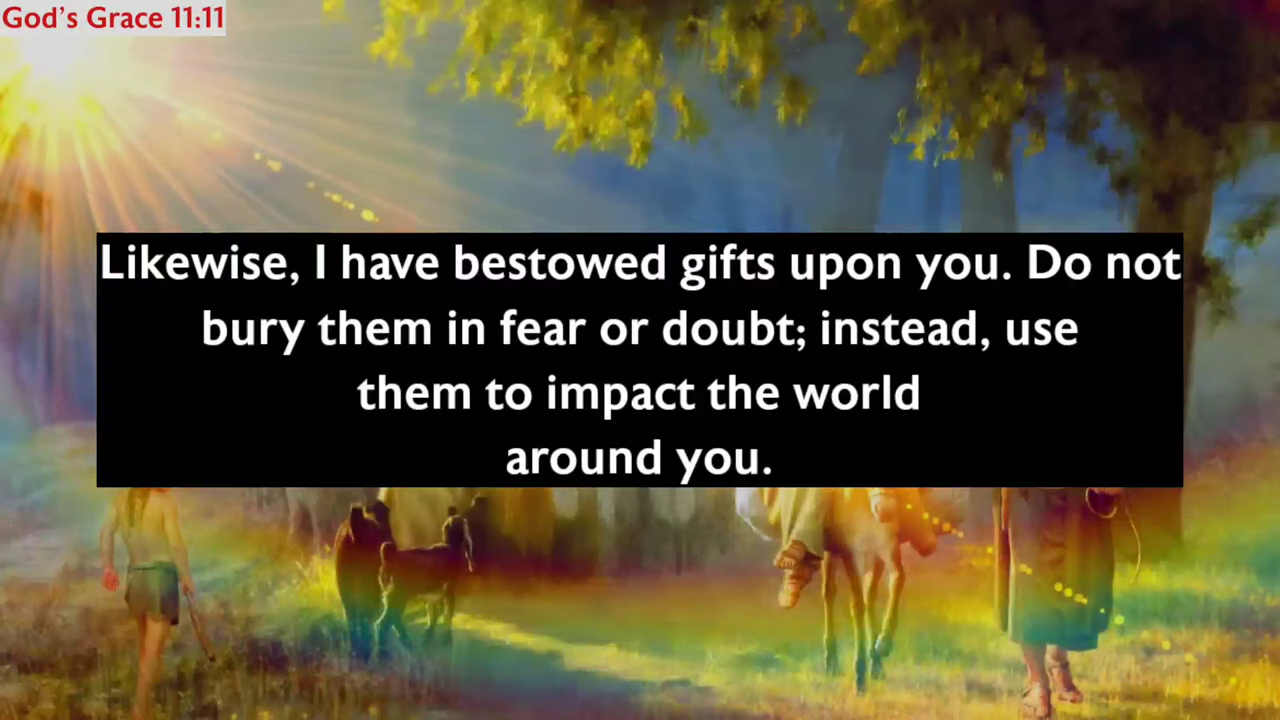 God's Grace 11:11
Likewise, I have bestowed gifts upon you. Do not
bury them in fear or doubt; instead, use
them to impact the world
around you.